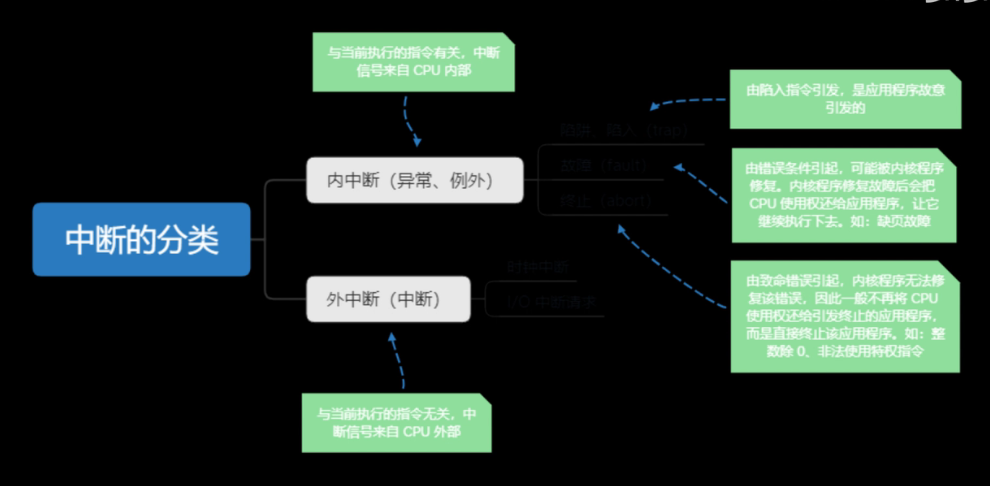 与当前执行的指令有关，中断
信号来自 CPU 内部
由陷入指令引发，是应用程序故意
引发的
陷阱、陷入（trap）
故障（fault）
终止（abort）
内中断（异常、例外）
由错误条件引起，可能被内核程序
修复。内核程序修复故障后会把
CPU 使用权还给应用程序，让它
继续执行下去。如：缺页故障
中断的分类
由致命错误引起，内核程序无法修
复该错误，因此一般不再将 CPU
使用权还给引发终止的应用程序，
而是直接终止该应用程序。如：整
数除 0、非法使用特权指令
外中断（中断）
时钟中断
I/O 中断请求
与当前执行的指令无关，中
断信号来自 CPU 外部